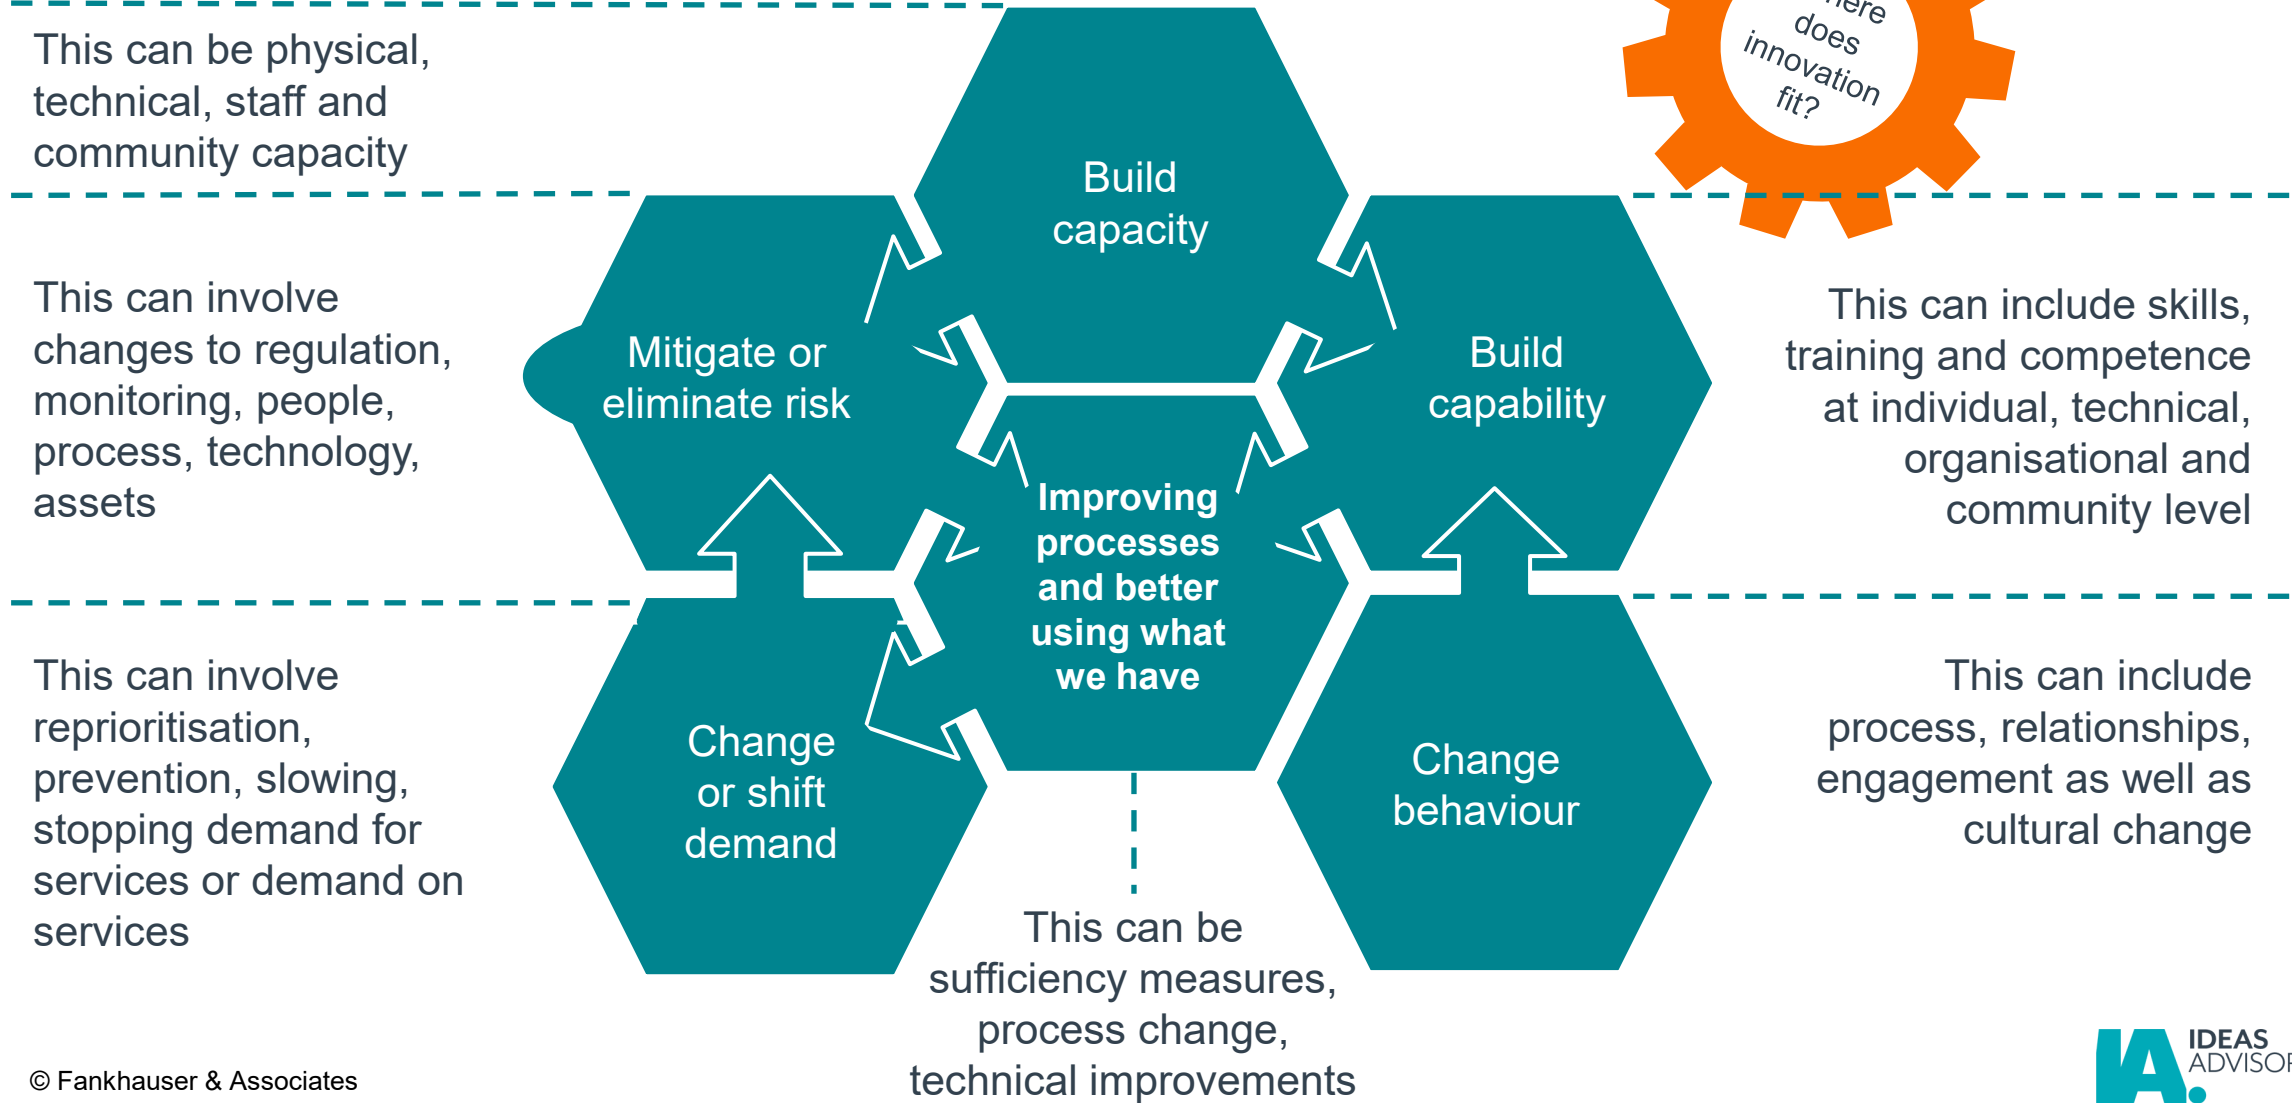 This can be physical,
technical, staff and
community capacity
does
innovation
fit?
Build
capacity
This can involve
changes to regulation,
monitoring, people,
process, technology,
assets
Mitigate or
eliminate risk
Build
capability
This can include skills,
training and competence
at individual, technical,
organisational and
community level
Improving
processes
and better
using what
we have
This can involve
reprioritisation,
prevention, slowing,
stopping demand for
services or demand on
services
Change
or shift
demand
Change
behaviour
This can include
process, relationships,
engagement as well as
cultural change
This can be
sufficiency measures,
process change,
technical improvements
© Fankhauser & Associates
IA.
IDEAS